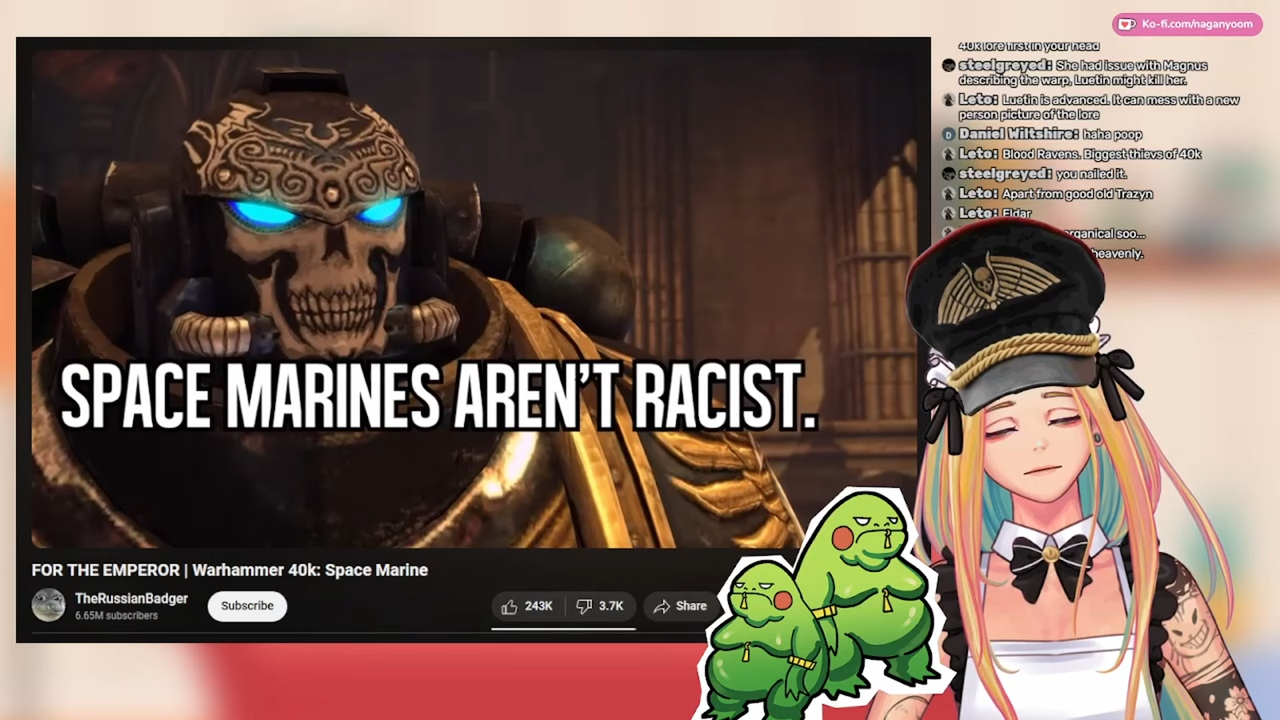 Ko-fi.com/naganyoom
40k lore first in your head
steelgreyed: She had issue with Magnus
describing the warp, Luetin might kill her.
Leto: Luetin is advanced. It can mess with a new
person picture of the lore
D Daniel Wiltshire: haha poop
Leto: Blood Ravens. Biggest thievs of 40k
steelgreyed: you nailed it.
Leto: Apart from good old Trazyn
Leto: Eldar
organical soo...
heavenly.
SPACE MARINES AREN'T RACIST.
FOR THE EMPEROR | Warhammer 40k: Space Marine
TheRussianBadger
6.65M subscribers
Subscribe
243K
3.7K
Share